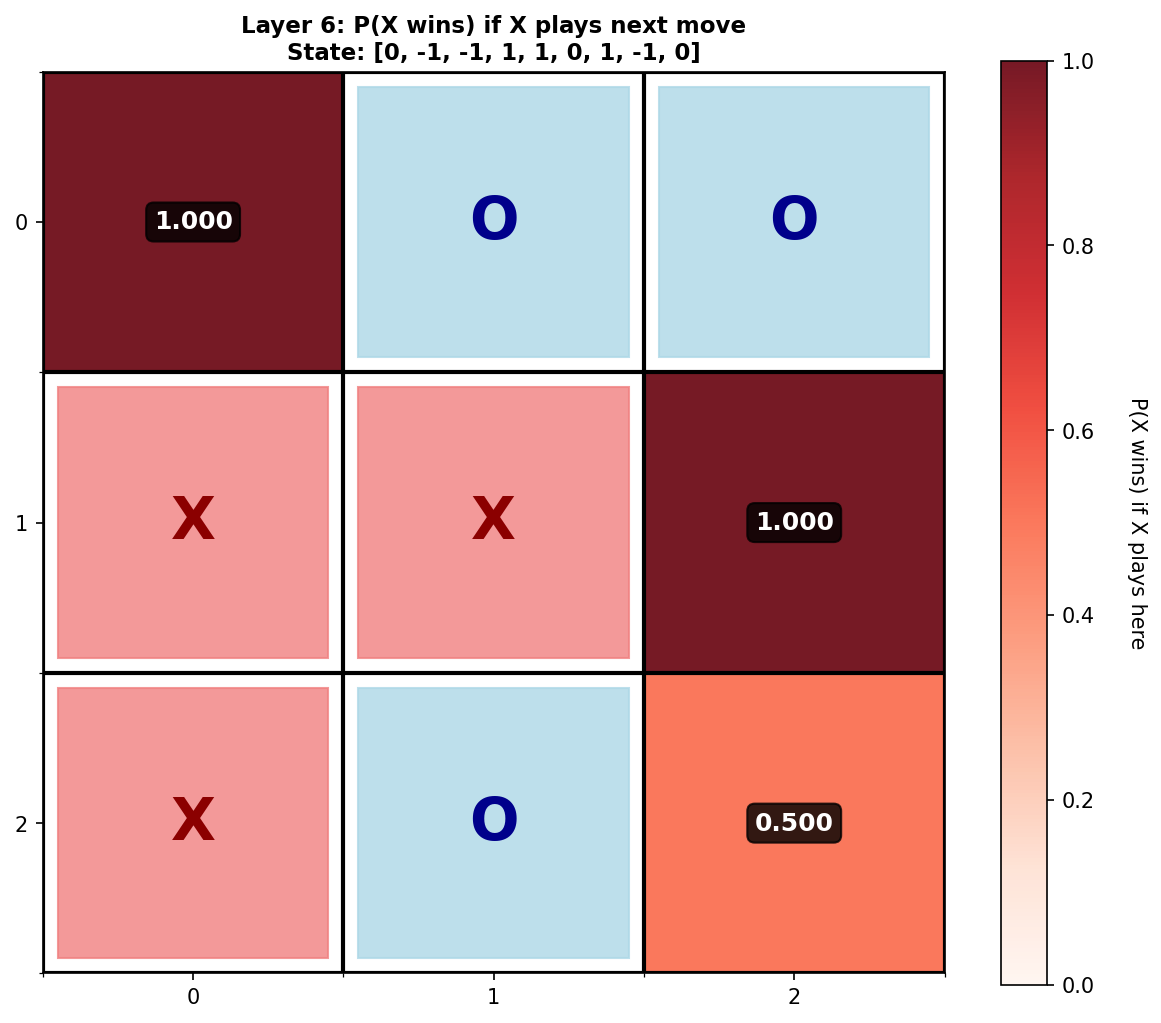 Layer 6: P(X wins) if X plays next move
State: [0, -1, -1, 1, 1, 0, 1, -1, 0]
0
1.000
O
O
1
X
X
1.000
2
X
O
0.500
0
1
2
1.0
0.8
0.6
0.4
0.2
0.0
P(X wins) if X plays here